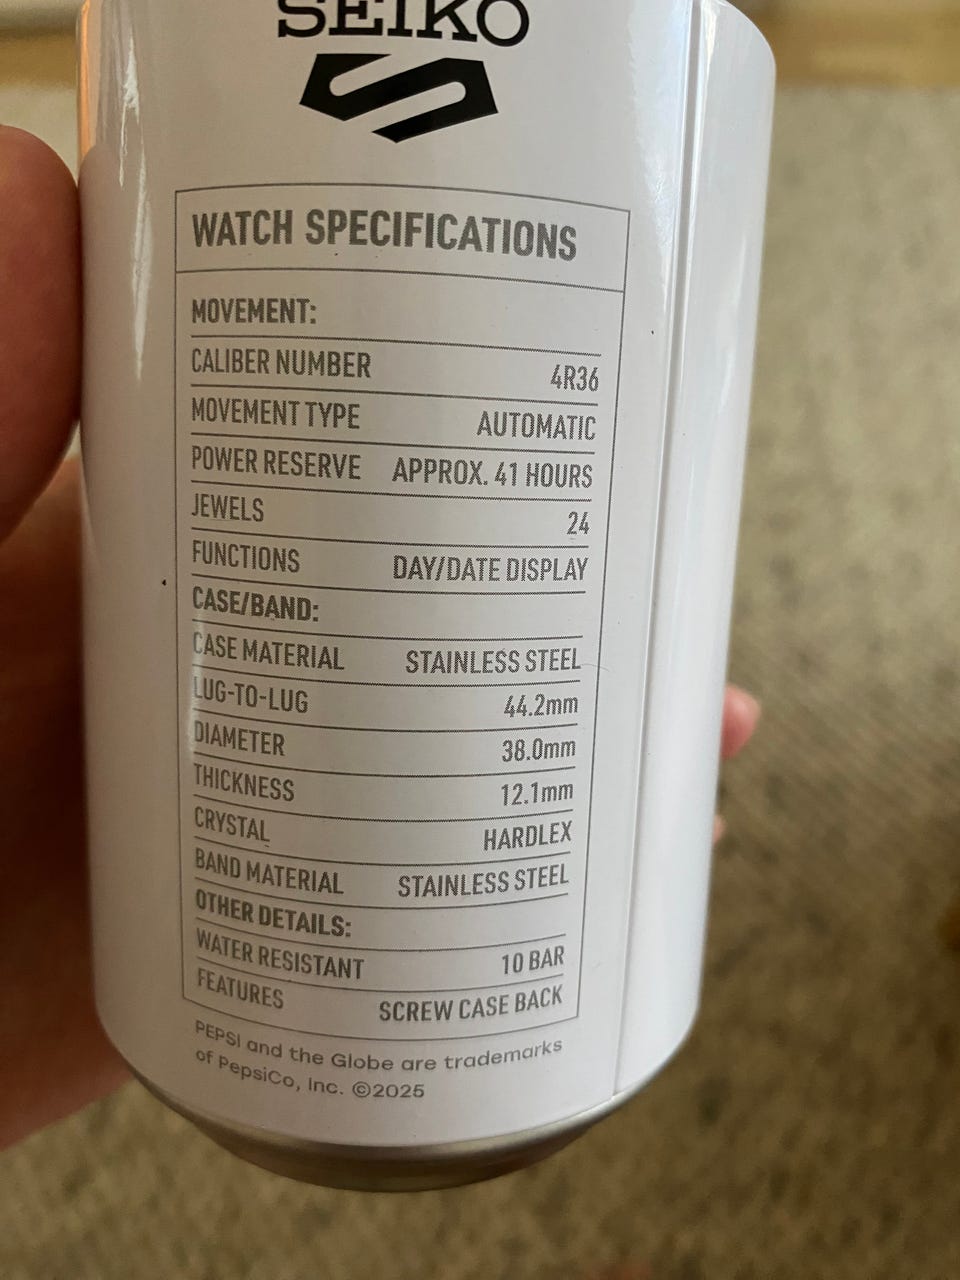 SEIKO
WATCH SPECIFICATIONS
MOVEMENT:
CALIBER NUMBER 4R36
MOVEMENT TYPE AUTOMATIC
POWER RESERVE APPROX. 41 HOURS
JEWELS 24
FUNCTIONS DAY/DATE DISPLAY
CASE/BAND:
CASE MATERIAL STAINLESS STEEL
LUG-TO-LUG 44.2mm
DIAMETER 38.0mm
THICKNESS 12.1mm
CRYSTAL HARDLEX
BAND MATERIAL STAINLESS STEEL
OTHER DETAILS:
WATER RESISTANT 10 BAR
FEATURES SCREW CASE BACK
PEPSI and the Globe are trademarks
of PepsiCo, Inc. ©2025